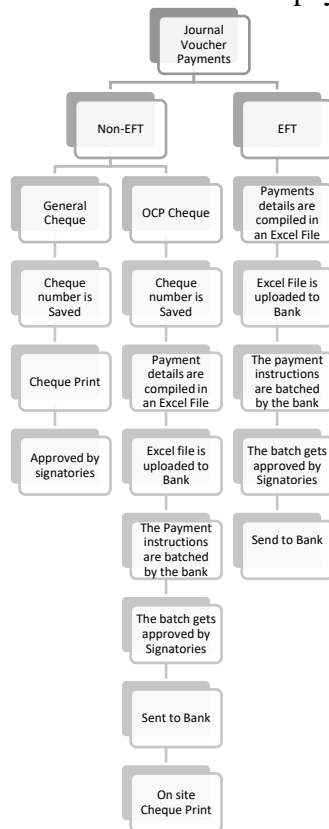 pay
Journal
Voucher
Payments
Non-EFT
EFT
General
Cheque
OCP Cheque
Payments
details are
compiled in
an Excel File
Cheque
number is
Saved
Cheque
number is
Saved
Excel File is
uploaded to
Bank
Cheque Print
Payment
details are
compiled in
an Excel File
The payment
instructions
are batched
by the bank
Approved by
signatories
Excel file is
uploaded to
Bank
The batch gets
approved by
Signatories
The Payment
instructions
are batched
by the bank
Send to Bank
The batch gets
approved by
Signatories
Sent to Bank
On site
Cheque Print